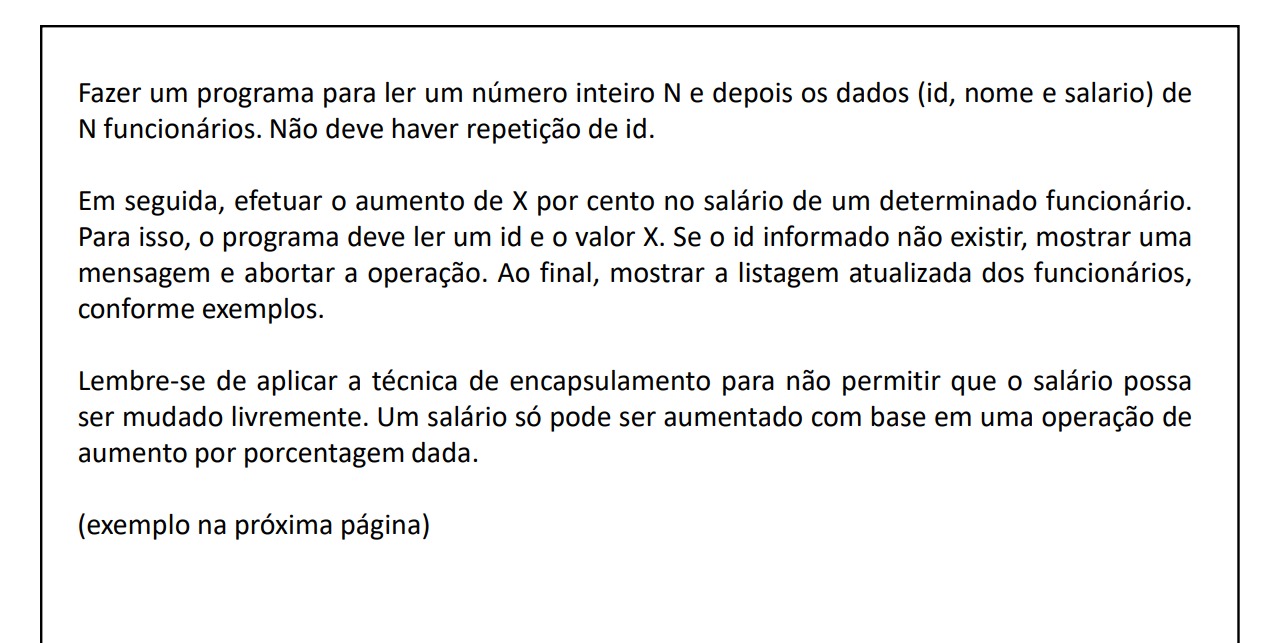 Fazer um programa para ler um número inteiro N e depois os dados (id, nome e salario) de
N funcionários. Não deve haver repetição de id.
Em seguida, efetuar o aumento de X por cento no salário de um determinado funcionário.
Para isso, o programa deve ler um id e o valor X. Se o id informado não existir, mostrar uma
mensagem e abortar a operação. Ao final, mostrar a listagem atualizada dos funcionários,
conforme exemplos.
Lembre-se de aplicar a técnica de encapsulamento para não permitir que o salário possa
ser mudado livremente. Um salário só pode ser aumentado com base em uma operação de
aumento por porcentagem dada.
(exemplo na próxima página)